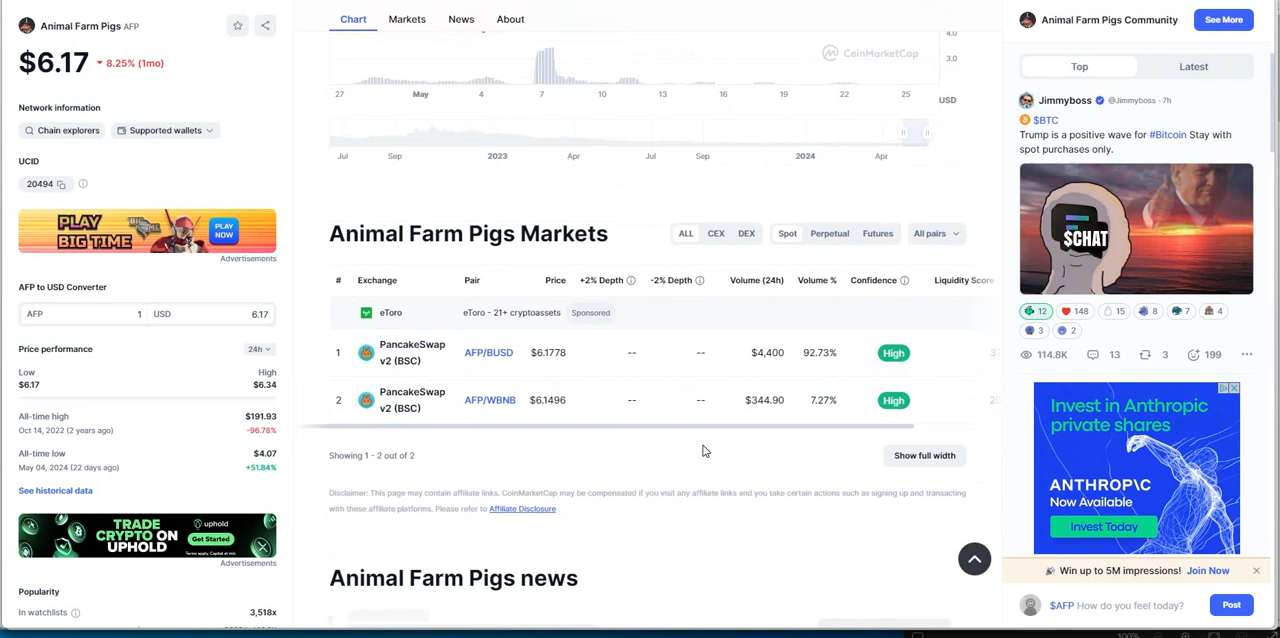 Animal Farm Pigs AFP
$6.17 8.25% (1mo)
Network information
Chain explorers Supported wallets
UCID
20494
PLAY
BIG TIME
PLAY
NOW
Advertisements
AFP to USD Converter
AFP 1 USD 6.17
Price performance 24h
Low High
$6.17 $6.34
All-time high $191.93
Oct 14, 2022 (2 years ago) -96.78%
All-time low $4.07
May 04, 2024 (22 days ago) +51.84%
See historical data
TRADE
CRYPTO ON
UPHOLD
uphold
Get Started
Terms apply. Capital at risk.
Advertisements
Popularity
In watchlists 3,518x
Chart Markets News About
4.0
3.0
CoinMarketCap
27 May 4 7 10 13 16 19 22 25
USD
Jul Sep 2023 Apr Jul Sep 2024 Apr
Animal Farm Pigs Markets
ALL CEX DEX Spot Perpetual Futures All pairs
# Exchange Pair Price +2% Depth -2% Depth Volume (24h) Volume % Confidence Liquidity Score
eToro eToro - 21+ cryptoassets Sponsored
1 PancakeSwap v2 (BSC) AFP/BUSD $6.1778 -- -- $4,400 92.73% High
2 PancakeSwap v2 (BSC) AFP/WBNB $6.1496 -- -- $344.90 7.27% High
Showing 1 - 2 out of 2 Show full width
Disclaimer: This page may contain affiliate links. CoinMarketCap may be compensated if you visit any affiliate links and you take certain actions such as signing up and transacting
with these affiliate platforms. Please refer to Affiliate Disclosure
Animal Farm Pigs news
Animal Farm Pigs Community See More
Top Latest
Jimmyboss @Jimmyboss · 7h
$BTC
Trump is a positive wave for #Bitcoin Stay with
spot purchases only.
$CHAT
12 148 15 8 7 4
3 2
114.8K 13 3 199
Invest in Anthropic
private shares
ANTHROP\C
Now Available
Invest Today
Win up to 5M impressions! Join Now
$AFP How do you feel today? Post
100%